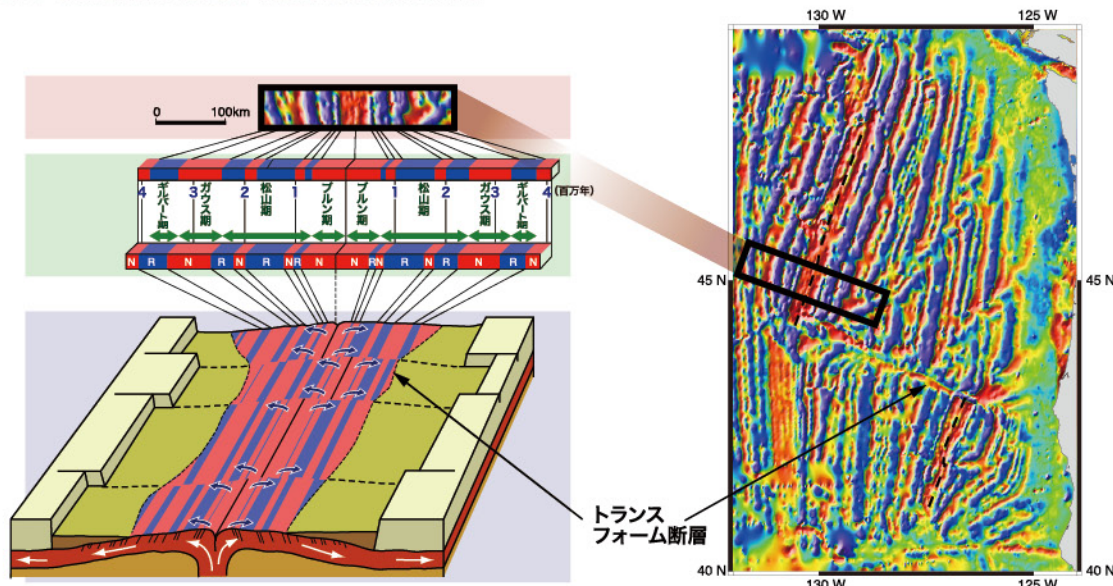 130 W 125 W
0 100km
4 3 2 1 1 2 3 4 (百万年)
ギルバート期
ガウス期
松山期
ブルン期
ブルン期
松山期
ガウス期
ギルバート期
N R N R N R NR N N RN R N R N R N
45 N 45 N
トランス
フォーム断層
40 N 40 N
130 W 125 W